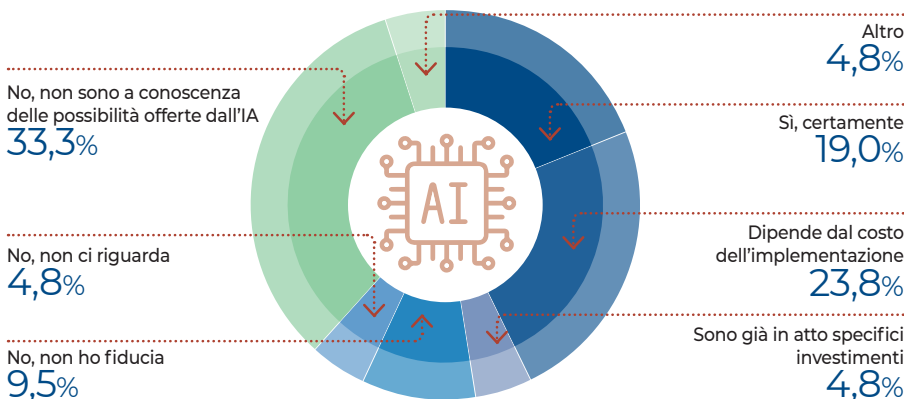 Altro
4,8%
No, non sono a conoscenza
delle possibilità offerte dall'IA
33,3%
Sì, certamente
19,0%
AI
Dipende dal costo
dell'implementazione
23,8%
No, non ci riguarda
4,8%
Sono già in atto specifici
investimenti
4,8%
No, non ho fiducia
9,5%